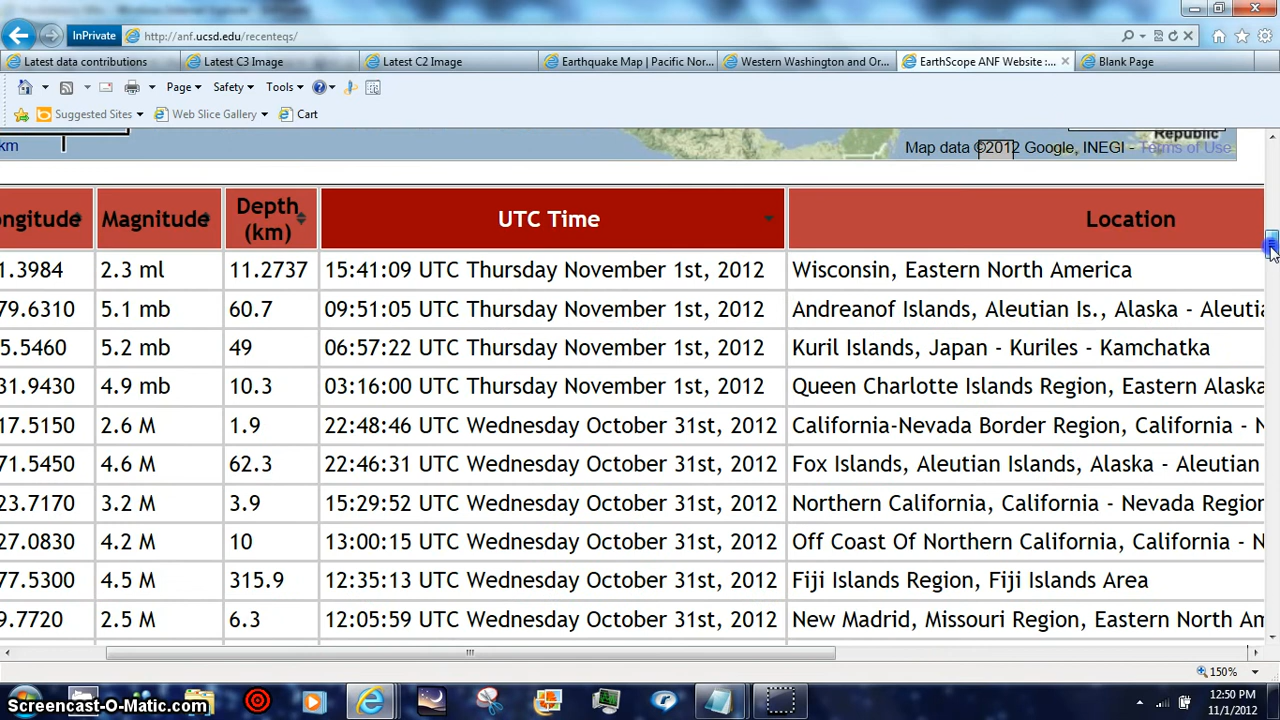 InPrivate http://anf.ucsd.edu/recenteqs/
Latest data contributions Latest C3 Image Latest C2 Image Earthquake Map | Pacific Nor... Western Washington and Or... EarthScope ANF Website :... Blank Page
Page Safety Tools
Suggested Sites Web Slice Gallery Cart
km Republic
Map data ©2012 Google, INEGI - Terms of Use
ongitude Magnitude Depth (km) UTC Time Location
1.3984 2.3 ml 11.2737 15:41:09 UTC Thursday November 1st, 2012 Wisconsin, Eastern North America
79.6310 5.1 mb 60.7 09:51:05 UTC Thursday November 1st, 2012 Andreanof Islands, Aleutian Is., Alaska - Aleutia
5.5460 5.2 mb 49 06:57:22 UTC Thursday November 1st, 2012 Kuril Islands, Japan - Kuriles - Kamchatka
31.9430 4.9 mb 10.3 03:16:00 UTC Thursday November 1st, 2012 Queen Charlotte Islands Region, Eastern Alaska
17.5150 2.6 M 1.9 22:48:46 UTC Wednesday October 31st, 2012 California-Nevada Border Region, California - N
71.5450 4.6 M 62.3 22:46:31 UTC Wednesday October 31st, 2012 Fox Islands, Aleutian Islands, Alaska - Aleutian
23.7170 3.2 M 3.9 15:29:52 UTC Wednesday October 31st, 2012 Northern California, California - Nevada Region
27.0830 4.2 M 10 13:00:15 UTC Wednesday October 31st, 2012 Off Coast Of Northern California, California - N
77.5300 4.5 M 315.9 12:35:13 UTC Wednesday October 31st, 2012 Fiji Islands Region, Fiji Islands Area
9.7720 2.5 M 6.3 12:05:59 UTC Wednesday October 31st, 2012 New Madrid, Missouri Region, Eastern North Am
150%
12:50 PM
11/1/2012
Screencast-O-Matic.com